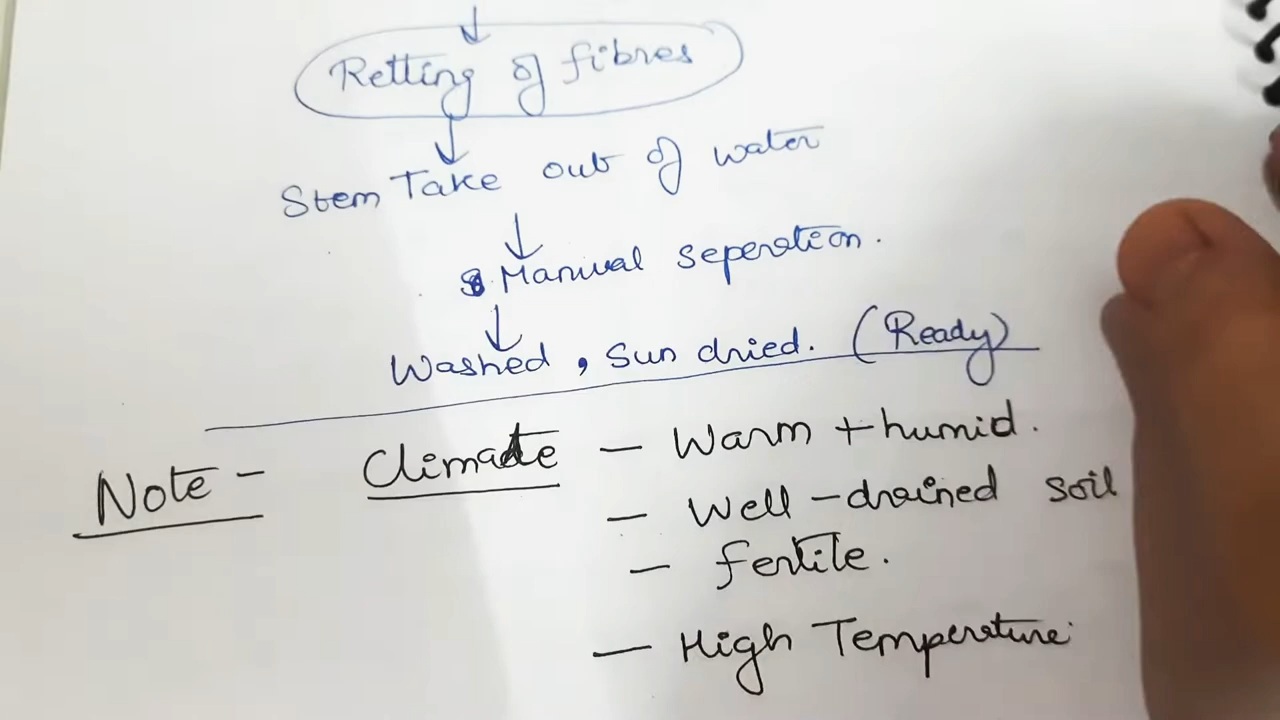 ↓
Retting of fibres
↓
Stem Take out of water
↓
Manual seperation.
↓
Washed, Sun dried. (Ready)
Note - Climate - Warm + humid.
- Well-drained soil
- fertile.
- High Temperature